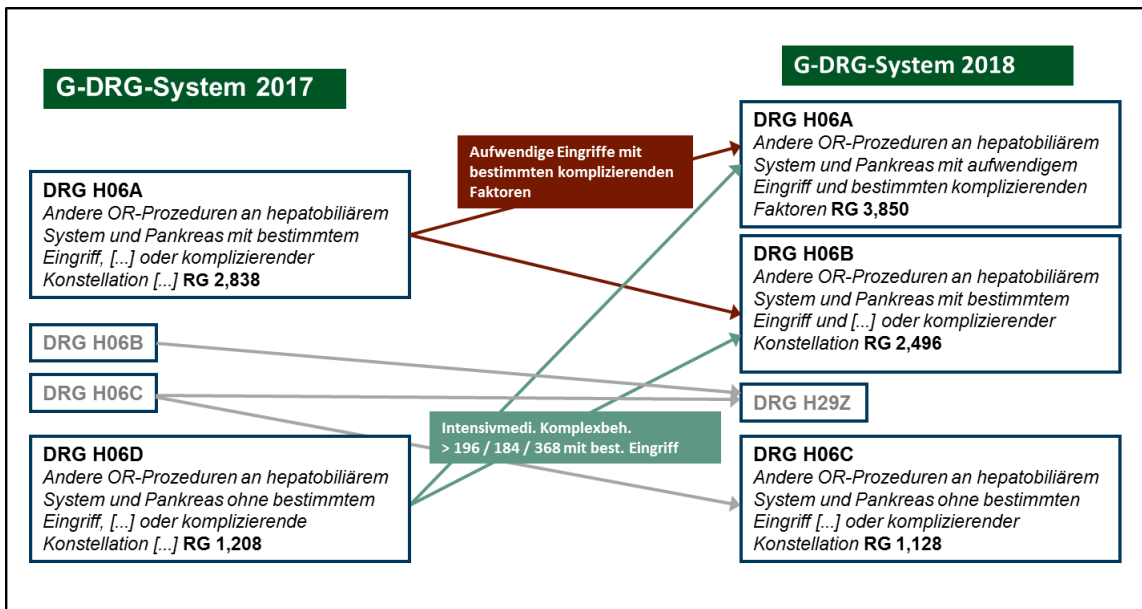 G-DRG-System 2017
G-DRG-System 2018
DRG H06A
Andere OR-Prozeduren an hepatobiliärem
System und Pankreas mit bestimmtem
Eingriff, [...] oder komplizierender
Konstellation [...] RG 2,838
DRG H06B
DRG H06C
DRG H06D
Andere OR-Prozeduren an hepatobiliärem
System und Pankreas ohne bestimmtem
Eingriff, [...] oder komplizierende
Konstellation [...] RG 1,208
Aufwendige Eingriffe mit
bestimmten komplizierenden
Faktoren
Intensivmedi. Komplexbeh.
> 196 / 184 / 368 mit best. Eingriff
DRG H06A
Andere OR-Prozeduren an hepatobiliärem
System und Pankreas mit aufwendigem
Eingriff und bestimmten komplizierenden
Faktoren RG 3,850
DRG H06B
Andere OR-Prozeduren an hepatobiliärem
System und Pankreas mit bestimmtem
Eingriff und [...] oder komplizierender
Konstellation RG 2,496
DRG H29Z
DRG H06C
Andere OR-Prozeduren an hepatobiliärem
System und Pankreas ohne bestimmten
Eingriff [...] oder komplizierender
Konstellation RG 1,128